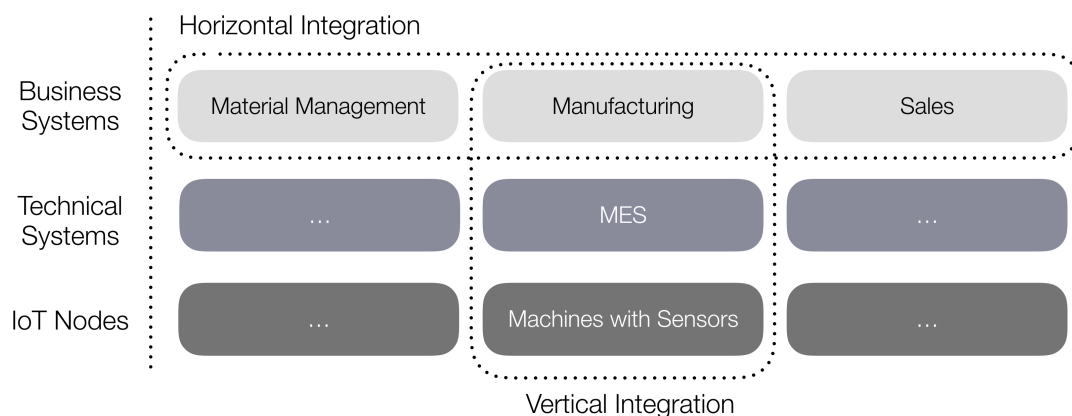 Horizontal Integration
Business
Systems
Material Management
Manufacturing
Sales
Technical
Systems
…
MES
…
IoT Nodes
…
Machines with Sensors
…
Vertical Integration